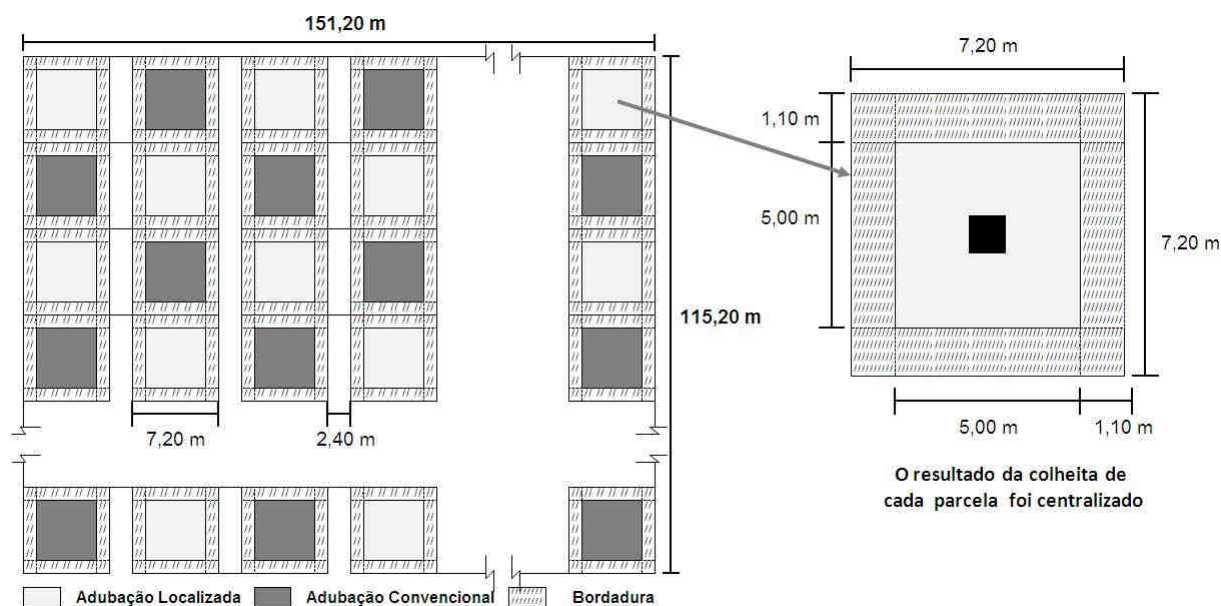 151,20 m
7,20 m
1,10 m
5,00 m
7,20 m
115,20 m
7,20 m
2,40 m
5,00 m
1,10 m
O resultado da colheita de
cada parcela foi centralizado
Adubação Localizada
Adubação Convencional
Bordadura